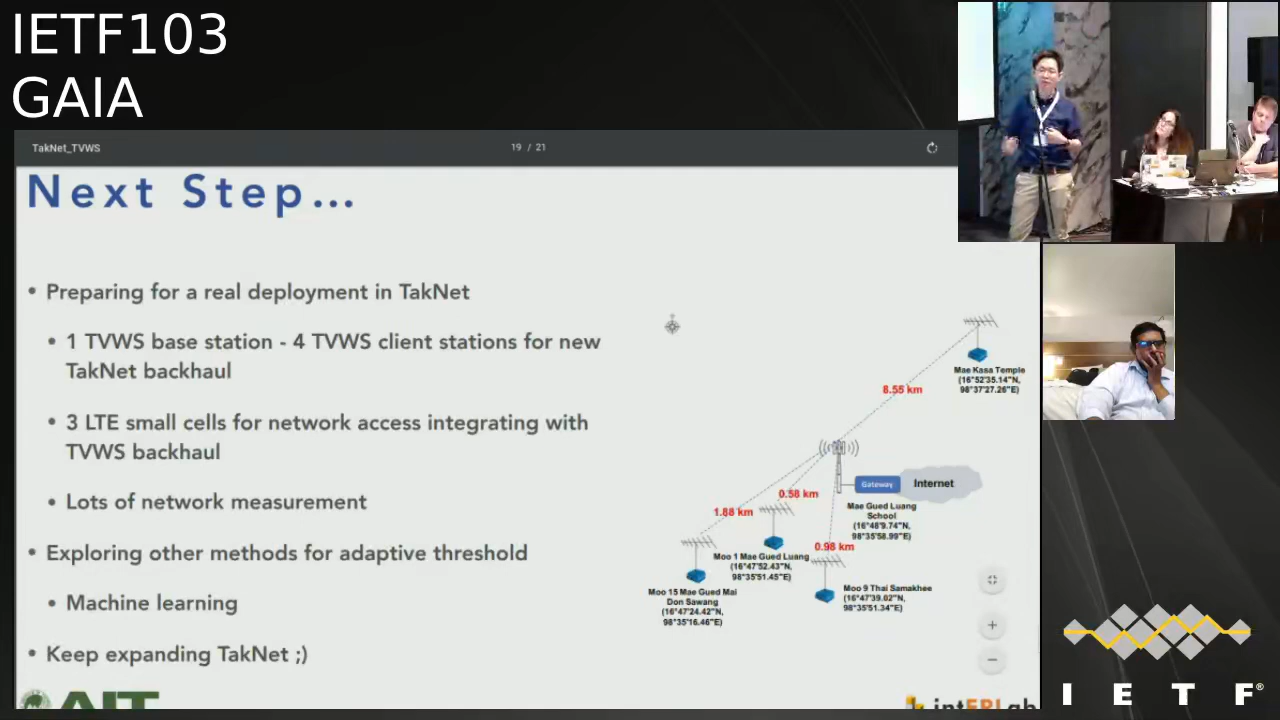 IETF103
GAIA
TakNet_TVWS
19 / 21
Next Step...
• Preparing for a real deployment in TakNet
• 1 TVWS base station - 4 TVWS client stations for new
TakNet backhaul
• 3 LTE small cells for network access integrating with
TVWS backhaul
• Lots of network measurement
• Exploring other methods for adaptive threshold
• Machine learning
• Keep expanding TakNet ;)
Mae Kasa Temple
(16°52'35.14"N,
98°37'27.26"E)
8.55 km
Gateway
Internet
Mae Gued Luang
School
(16°48'9.74"N,
98°35'58.99"E)
0.58 km
1.88 km
0.98 km
Moo 1 Mae Gued Luang
(16°47'52.43"N,
98°35'51.45"E)
Moo 15 Mae Gued Mai
Don Sawang
(16°47'24.42"N,
98°35'16.46"E)
Moo 9 Thai Samakhee
(16°47'39.02"N,
98°35'51.34"E)
AIT
intERLab
I E T F®